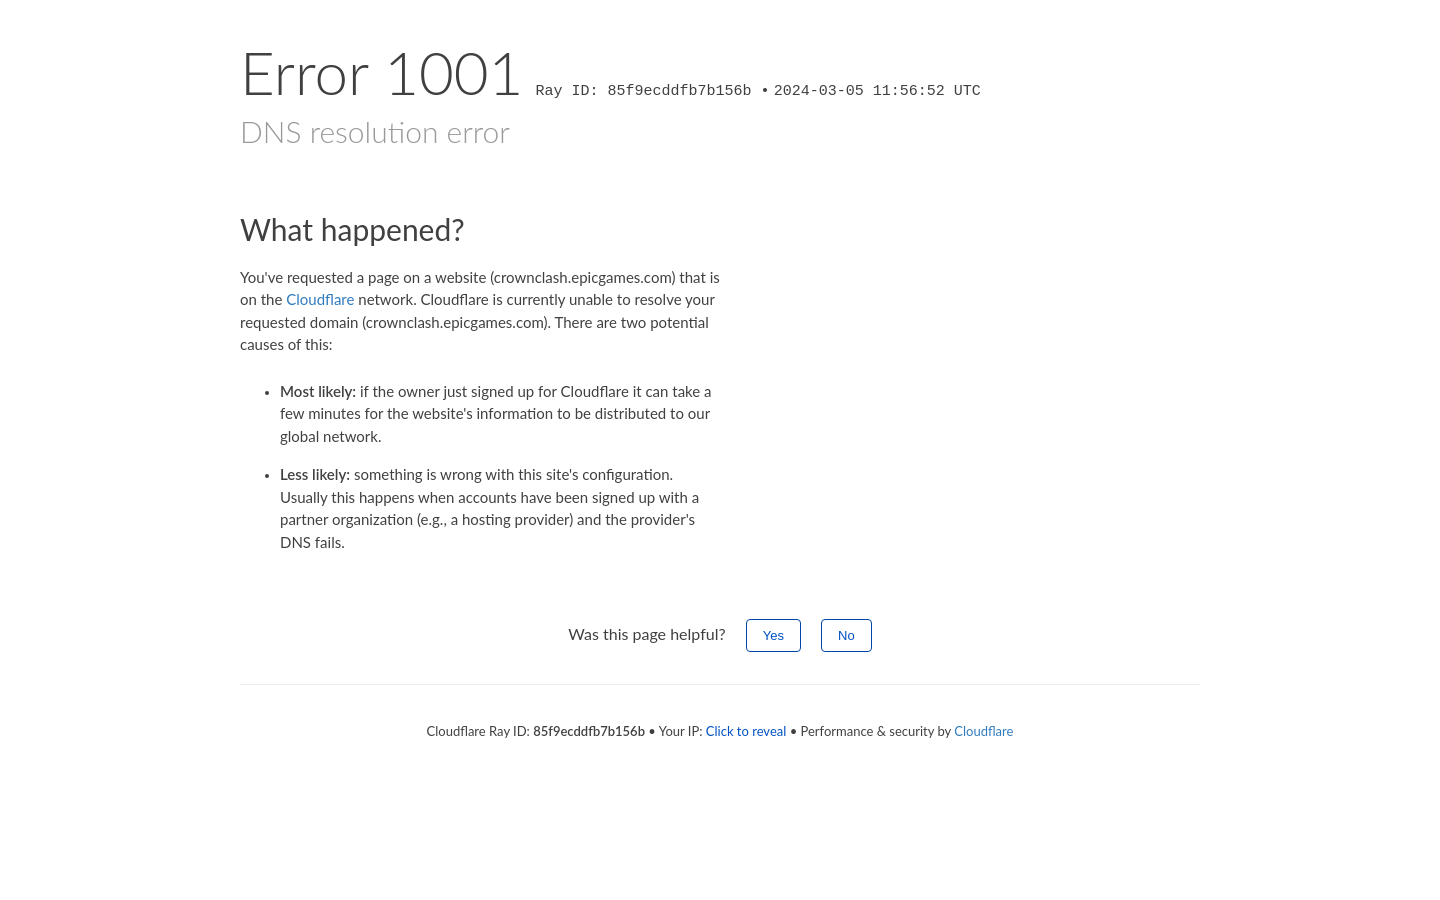 Error 1001 Ray ID: 85f9ecddfb7b156b • 2024-03-05 11:56:52 UTC
DNS resolution error
What happened?
You've requested a page on a website (crownclash.epicgames.com) that is
on the Cloudflare network. Cloudflare is currently unable to resolve your
requested domain (crownclash.epicgames.com). There are two potential
causes of this:
• Most likely: if the owner just signed up for Cloudflare it can take a
few minutes for the website's information to be distributed to our
global network.
• Less likely: something is wrong with this site's configuration.
Usually this happens when accounts have been signed up with a
partner organization (e.g., a hosting provider) and the provider's
DNS fails.
Was this page helpful? Yes No
Cloudflare Ray ID: 85f9ecddfb7b156b • Your IP: Click to reveal • Performance & security by Cloudflare